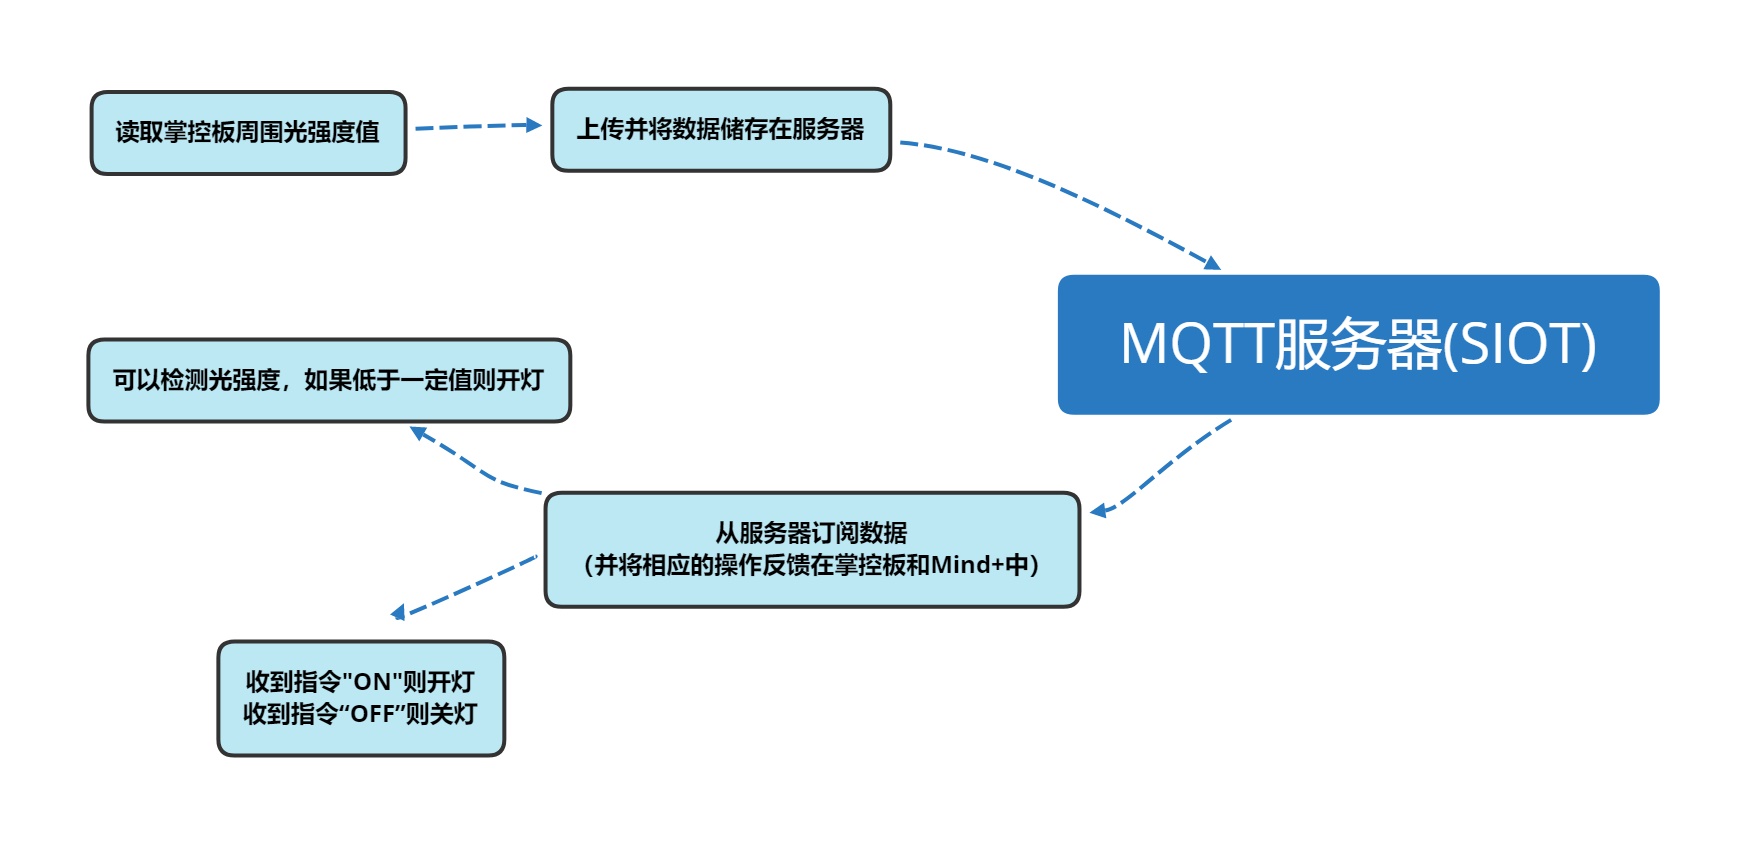 读取掌控板周围光强度值
上传并将数据储存在服务器
MQTT服务器(SIOT)
可以检测光强度，如果低于一定值则开灯
从服务器订阅数据
（并将相应的操作反馈在掌控板和Mind+中）
收到指令"ON"则开灯
收到指令“OFF”则关灯